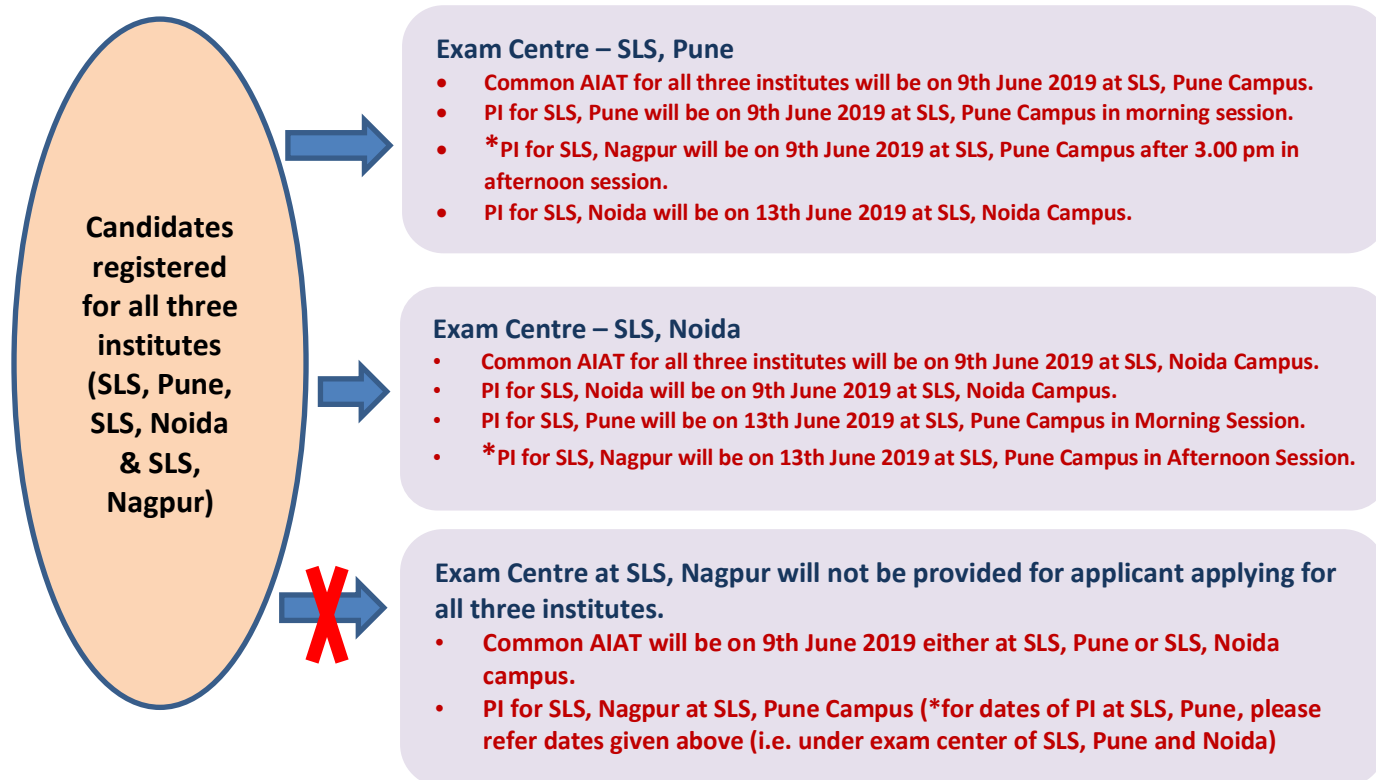 Candidates
registered
for all three
institutes
(SLS, Pune,
SLS, Noida
& SLS,
Nagpur)
Exam Centre – SLS, Pune
• Common AIAT for all three institutes will be on 9th June 2019 at SLS, Pune Campus.
• PI for SLS, Pune will be on 9th June 2019 at SLS, Pune Campus in morning session.
• *PI for SLS, Nagpur will be on 9th June 2019 at SLS, Pune Campus after 3.00 pm in
afternoon session.
• PI for SLS, Noida will be on 13th June 2019 at SLS, Noida Campus.
Exam Centre – SLS, Noida
• Common AIAT for all three institutes will be on 9th June 2019 at SLS, Noida Campus.
• PI for SLS, Noida will be on 9th June 2019 at SLS, Noida Campus.
• PI for SLS, Pune will be on 13th June 2019 at SLS, Pune Campus in Morning Session.
• *PI for SLS, Nagpur will be on 13th June 2019 at SLS, Pune Campus in Afternoon Session.
Exam Centre at SLS, Nagpur will not be provided for applicant applying for
all three institutes.
• Common AIAT will be on 9th June 2019 either at SLS, Pune or SLS, Noida
campus.
• PI for SLS, Nagpur at SLS, Pune Campus (*for dates of PI at SLS, Pune, please
refer dates given above (i.e. under exam center of SLS, Pune and Noida)